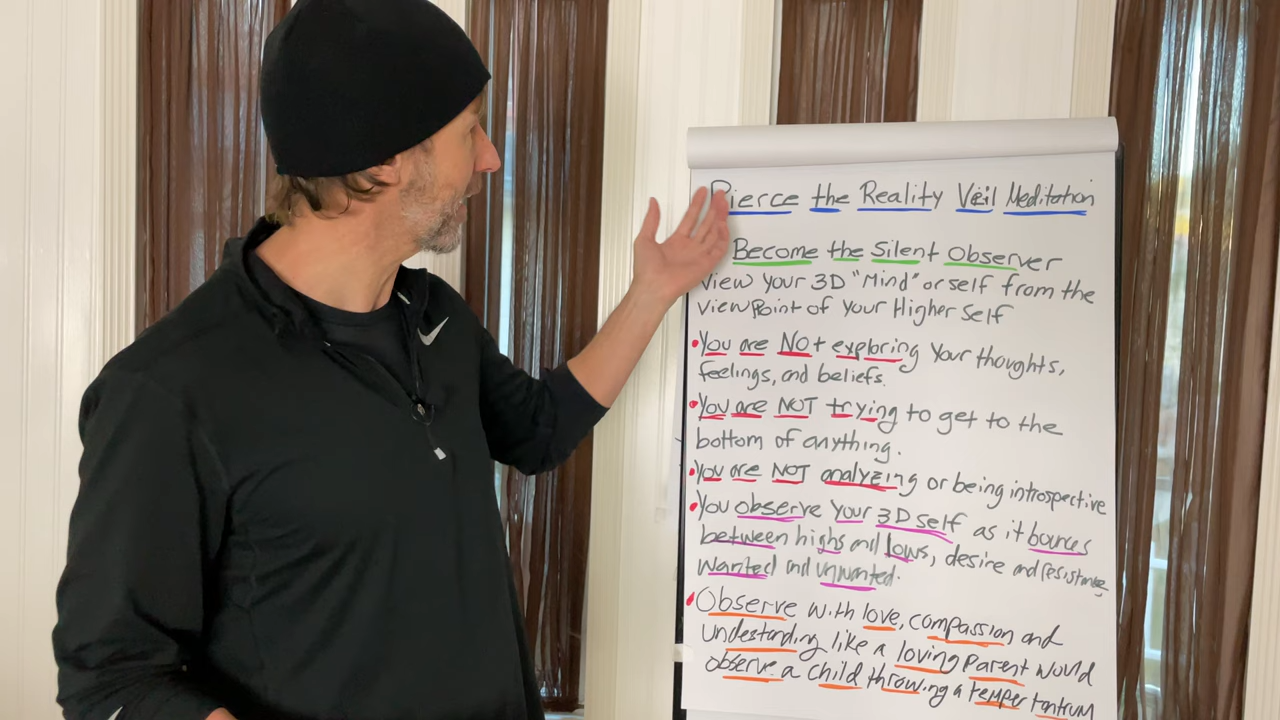 Pierce the Reality Veil Meditation
Become the Silent Observer
View your 3D "Mind" or self from the
viewpoint of your Higher Self
• You are NOt exploring your thoughts,
feelings, and beliefs.
• You are NOT trying to get to the
bottom of anything.
• You are NOT analyzing or being introspective
• You observe your 3D self as it bounces
between highs and lows, desire and resistance
wanted and unwanted.
• Observe with love, compassion and
understanding like a loving Parent would
observe a child throwing a temper tantrum